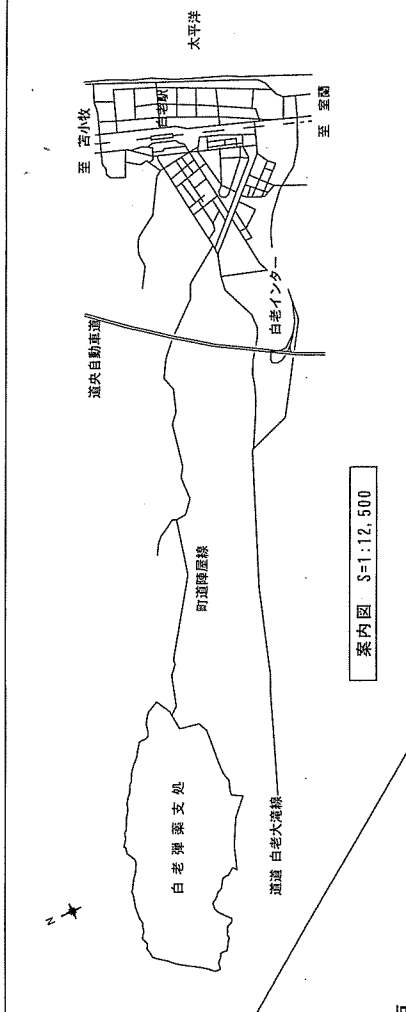 太平洋
至 苫小牧
白老駅
至 室蘭
道央自動車道
白老インター
町道陣屋線
案内図 S=1:12,500
白老弾薬支処
道道 白老大滝線
N